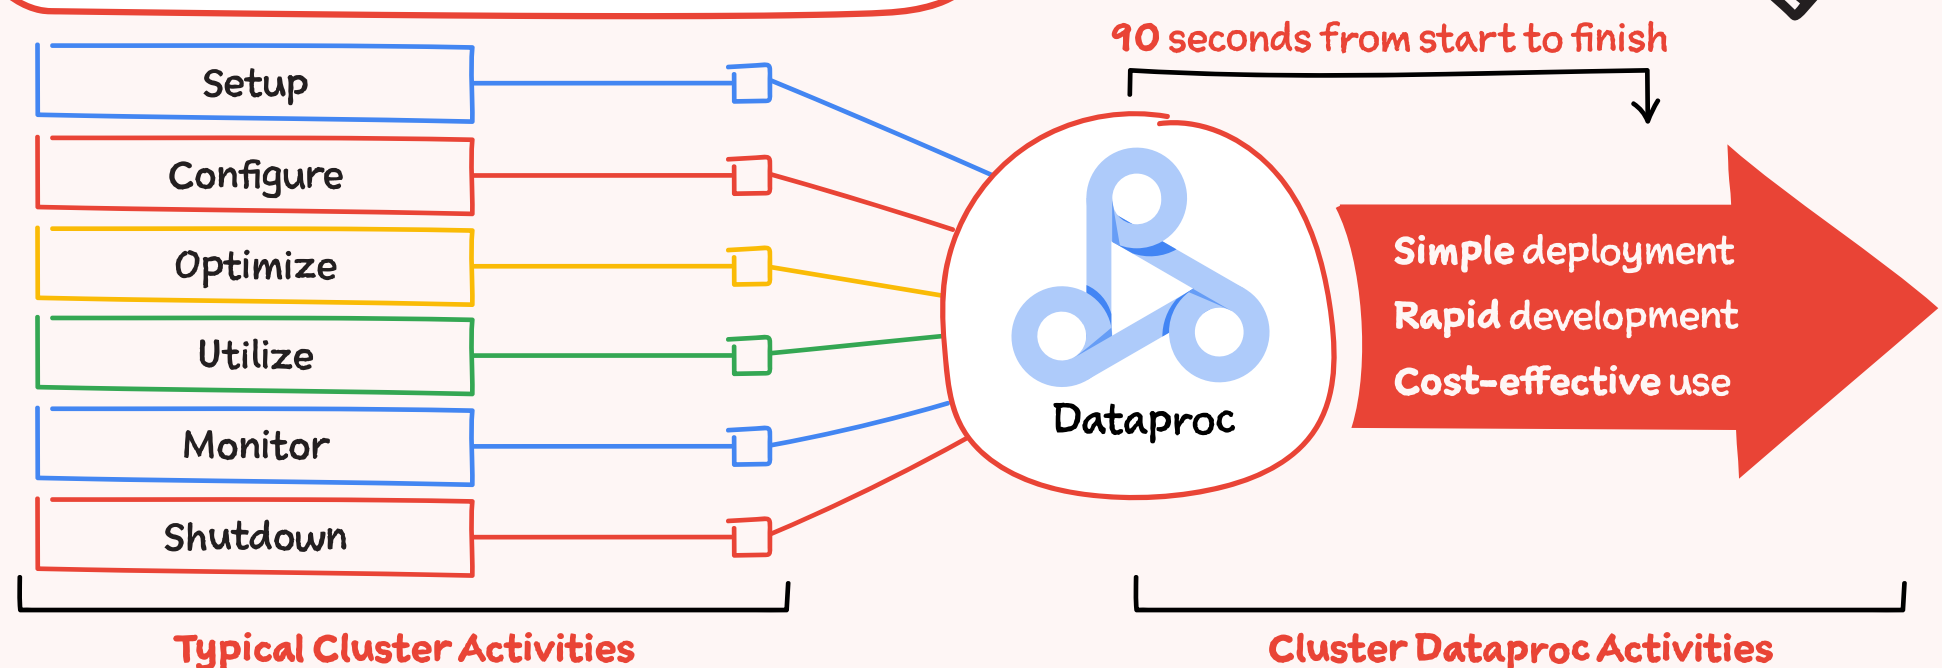 90 seconds from start to finish
Setup
Configure
Optimize
Utilize
Monitor
Shutdown
Dataproc
Simple deployment
Rapid development
Cost-effective use
Typical Cluster Activities
Cluster Dataproc Activities